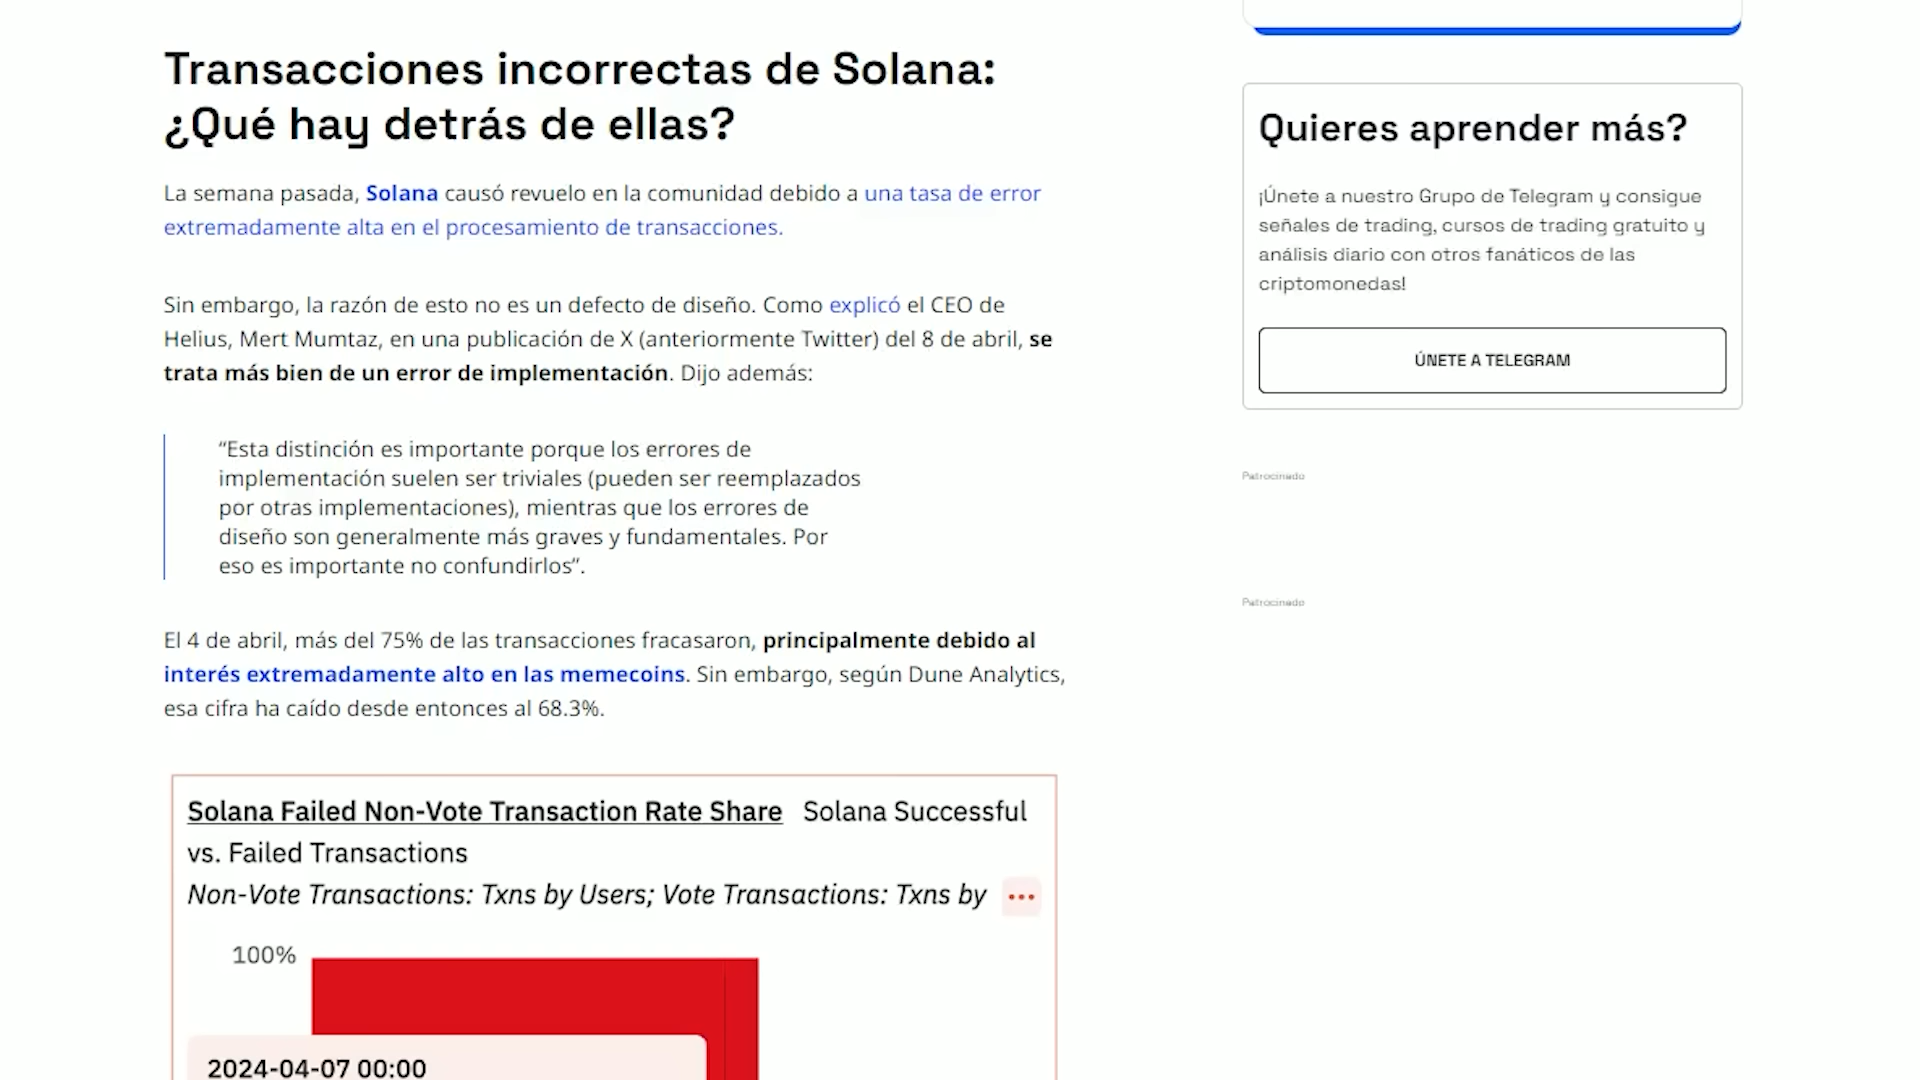 Transacciones incorrectas de Solana:
¿Qué hay detrás de ellas?
La semana pasada, Solana causó revuelo en la comunidad debido a una tasa de error
extremadamente alta en el procesamiento de transacciones.
Sin embargo, la razón de esto no es un defecto de diseño. Como explicó el CEO de
Helius, Mert Mumtaz, en una publicación de X (anteriormente Twitter) del 8 de abril, se
trata más bien de un error de implementación. Dijo además:
“Esta distinción es importante porque los errores de
implementación suelen ser triviales (pueden ser reemplazados
por otras implementaciones), mientras que los errores de
diseño son generalmente más graves y fundamentales. Por
eso es importante no confundirlos”.
El 4 de abril, más del 75% de las transacciones fracasaron, principalmente debido al
interés extremadamente alto en las memecoins. Sin embargo, según Dune Analytics,
esa cifra ha caído desde entonces al 68.3%.
Solana Failed Non-Vote Transaction Rate Share Solana Successful
vs. Failed Transactions
Non-Vote Transactions: Txns by Users; Vote Transactions: Txns by
100%
2024-04-07 00:00
Quieres aprender más?
¡Únete a nuestro Grupo de Telegram y consigue
señales de trading, cursos de trading gratuito y
análisis diario con otros fanáticos de las
criptomonedas!
ÚNETE A TELEGRAM
Patrocinado
Patrocinado